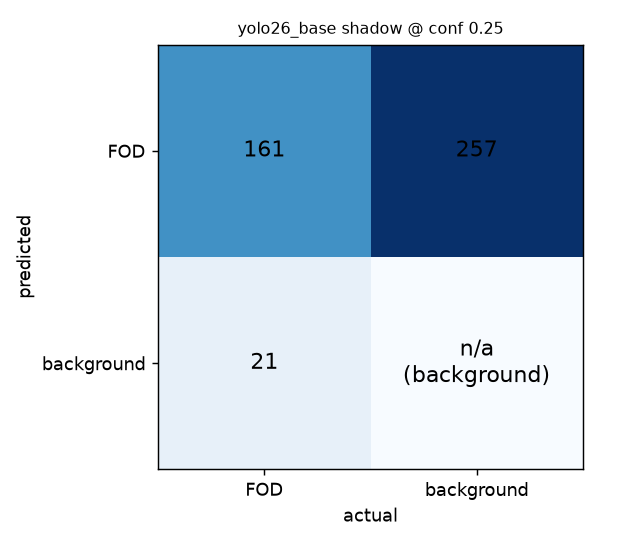 yolo26_base shadow @ conf 0.25
FOD
161
257
predicted
background
21
n/a
(background)
FOD
background
actual